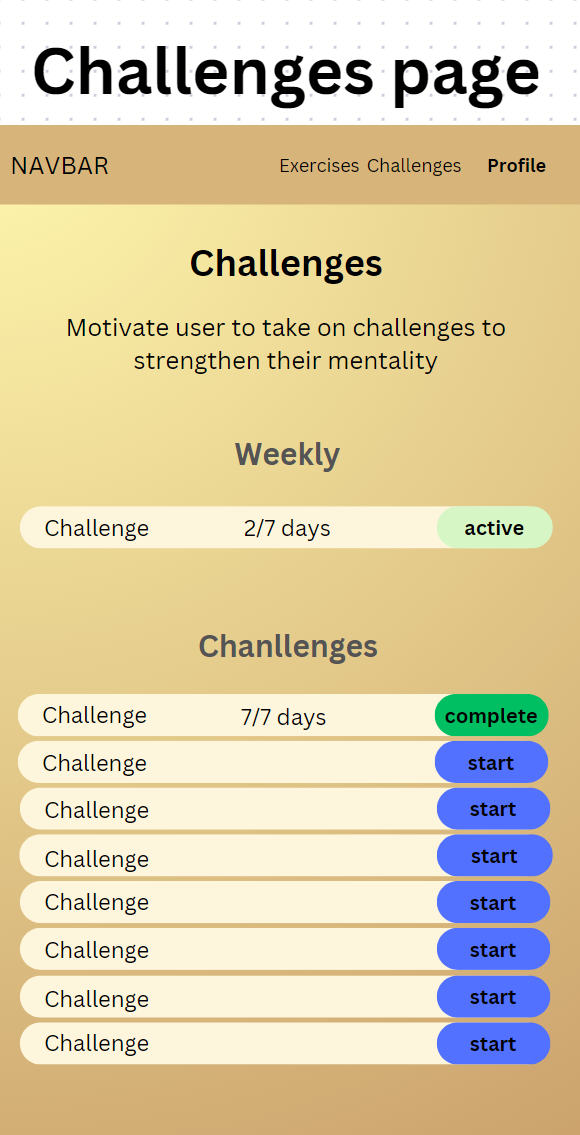 Challenges page
NAVBAR Exercises Challenges Profile
Challenges
Motivate user to take on challenges to
strengthen their mentality
Weekly
Challenge 2/7 days active
Chanllenges
Challenge 7/7 days complete
Challenge start
Challenge start
Challenge start
Challenge start
Challenge start
Challenge start
Challenge start